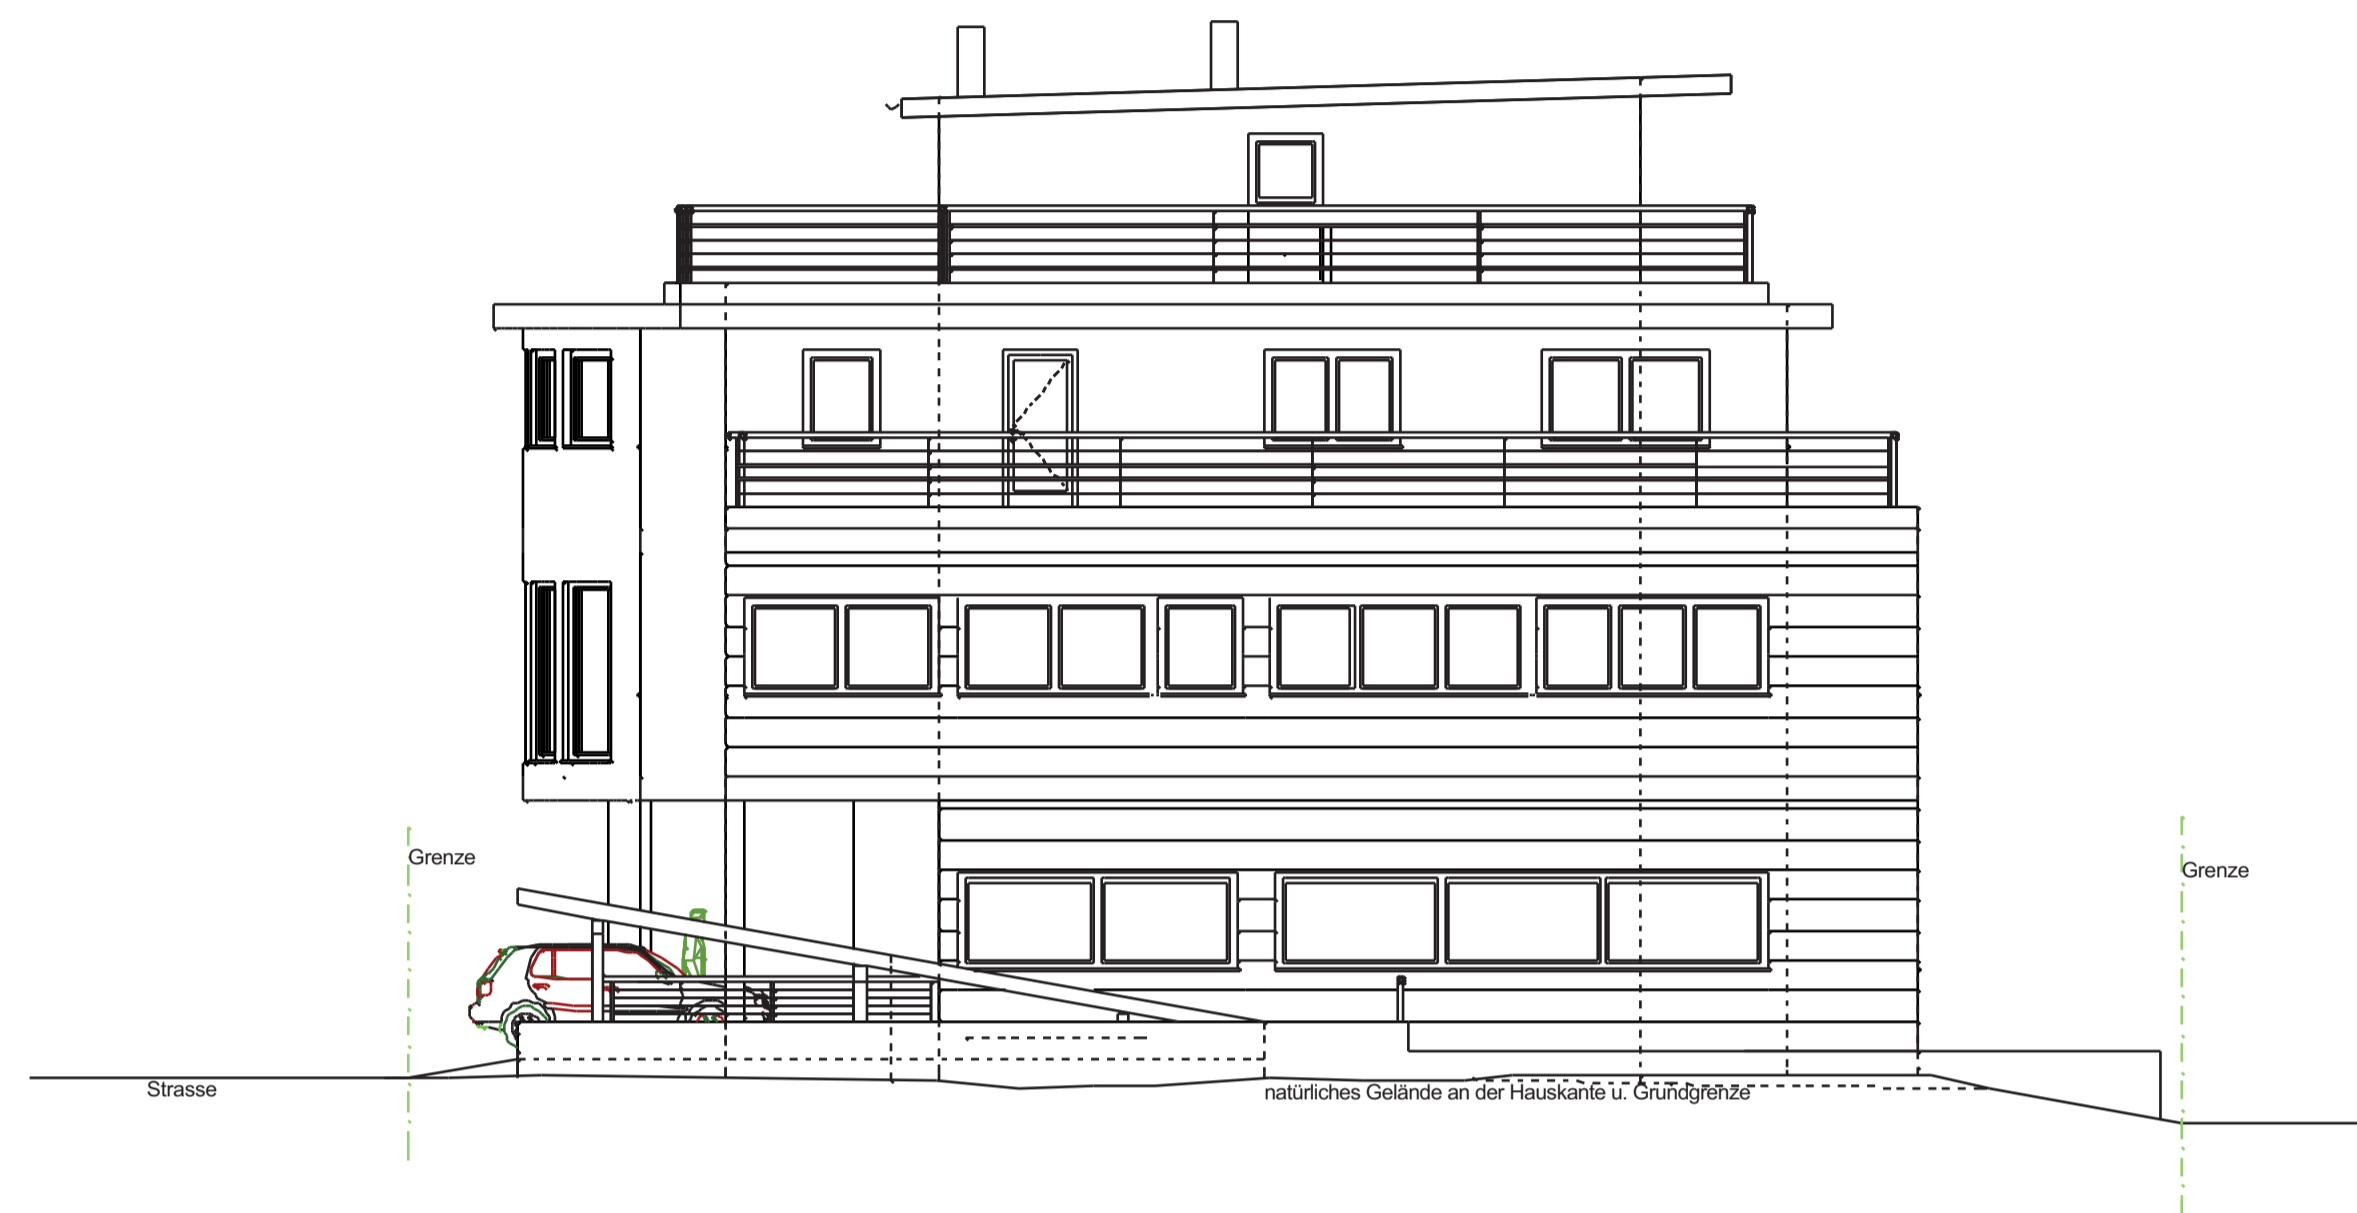 Grenze
Grenze
Strasse
natürliches Gelände an der Hauskante u. Grundgrenze